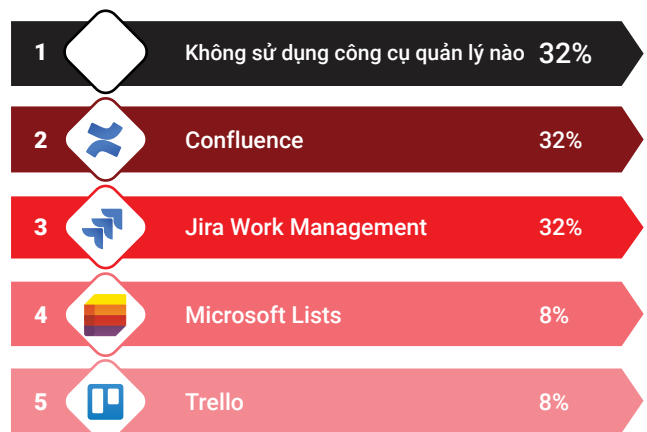 1 Không sử dụng công cụ quản lý nào 32%
2 Confluence 32%
3 Jira Work Management 32%
4 Microsoft Lists 8%
5 Trello 8%